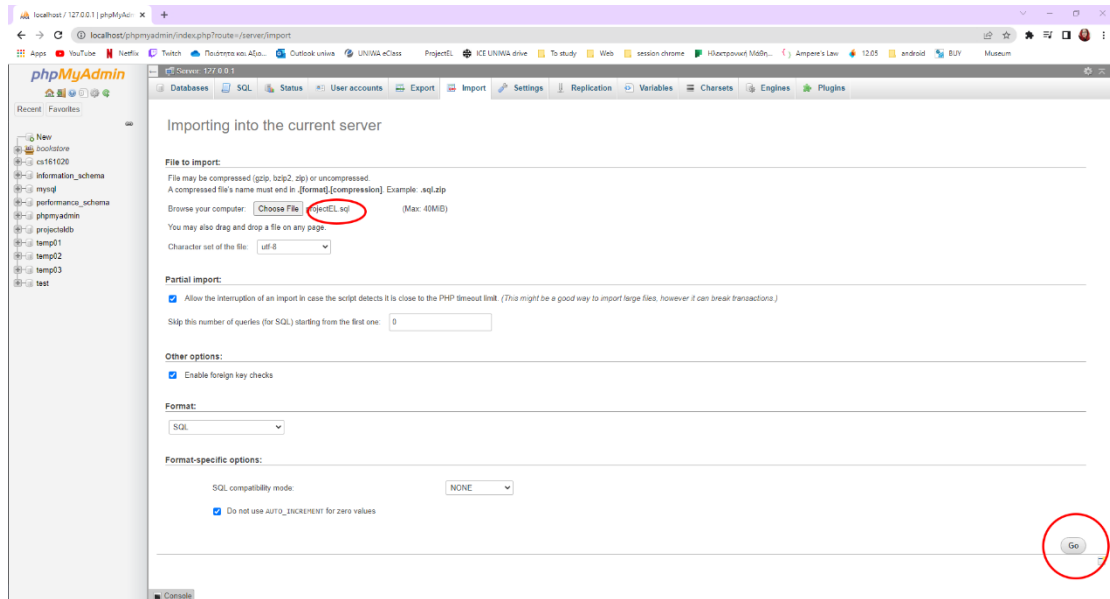 localhost / 127.0.0.1 | phpMyAdm
localhost/phpmyadmin/index.php?route=/server/import
Apps YouTube Netflix Twitch Ποιότητα και Αξιο... Outlook uniwa UNIWA eClass ProjectEL ICE UNIWA drive To study Web session chrome Ηλεκτρονική Μάθη... Ampere's Law 12.05 android BUY Museum
phpMyAdmin
Recent Favorites
New
bookstore
cs161020
information_schema
mysql
performance_schema
phpmyadmin
projecteldb
temp01
temp02
temp03
test
Server: 127.0.0.1
Databases SQL Status User accounts Export Import Settings Replication Variables Charsets Engines Plugins
Importing into the current server
File to import:
File may be compressed (gzip, bzip2, zip) or uncompressed.
A compressed file's name must end in .[format].[compression]. Example: .sql.zip
Browse your computer: Choose File projectEL.sql (Max: 40MiB)
You may also drag and drop a file on any page.
Character set of the file: utf-8
Partial import:
Allow the interruption of an import in case the script detects it is close to the PHP timeout limit. (This might be a good way to import large files, however it can break transactions.)
Skip this number of queries (for SQL) starting from the first one: 0
Other options:
Enable foreign key checks
Format:
SQL
Format-specific options:
SQL compatibility mode: NONE
Do not use AUTO_INCREMENT for zero values
Go
Console